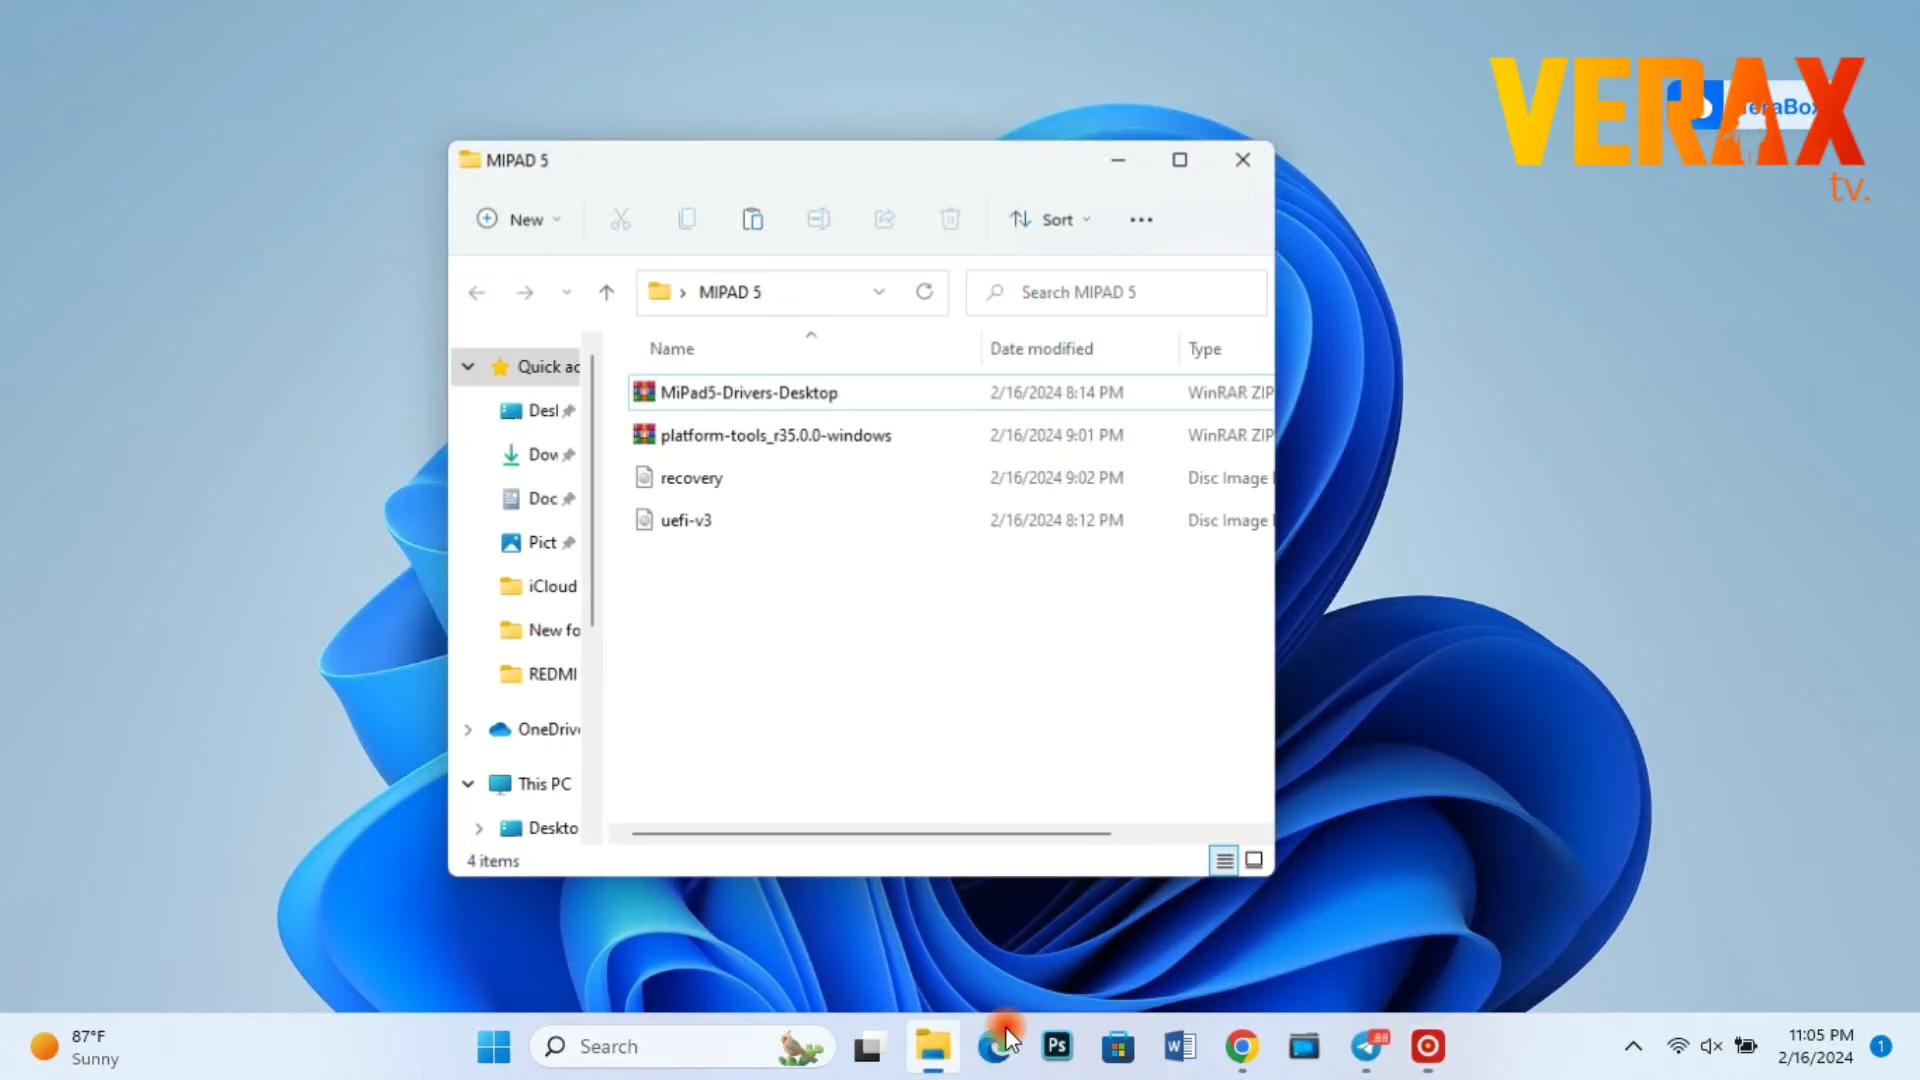 VERAX
tv.
MIPAD 5
New
Sort
MIPAD 5
Search MIPAD 5
Name
Date modified
Type
MiPad5-Drivers-Desktop
2/16/2024 8:14 PM
WinRAR ZIP
platform-tools_r35.0.0-windows
2/16/2024 9:01 PM
WinRAR ZIP
recovery
2/16/2024 9:02 PM
Disc Image
uefi-v3
2/16/2024 8:12 PM
Disc Image
Quick ac
Desl
Dov
Doc
Pict
iCloud
New fo
REDMI
OneDriv
This PC
Deskto
4 items
87°F
Sunny
Search
Ps
88
11:05 PM
2/16/2024
1